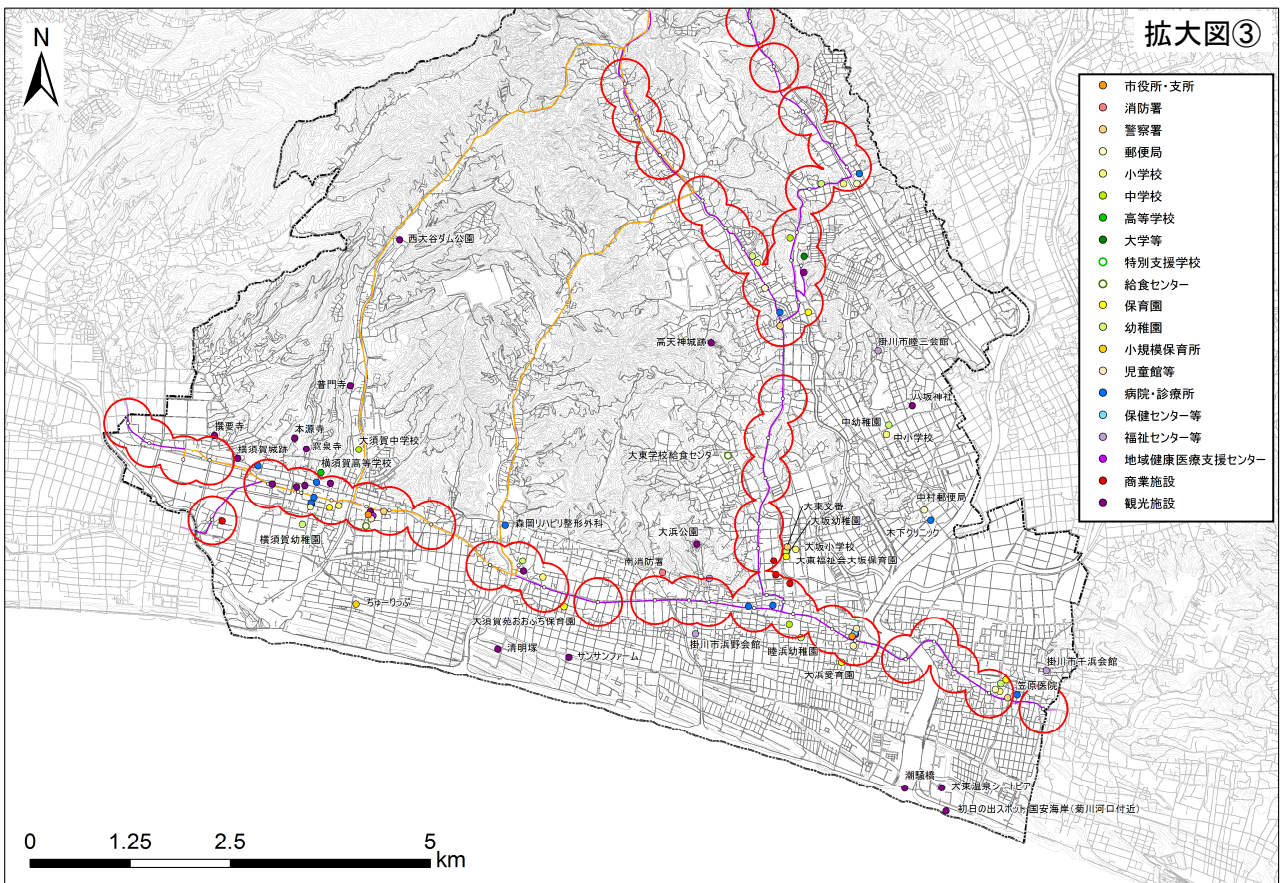 拡大図③
N
市役所・支所
消防署
警察署
郵便局
小学校
中学校
高等学校
大学等
特別支援学校
給食センター
保育園
幼稚園
小規模保育所
児童館等
病院・診療所
保健センター等
福祉センター等
地域健康医療支援センター
商業施設
観光施設
西大谷ダム公園
高天神城跡
掛川市睦三会館
普門寺
八坂神社
撰要寺
本源寺
大須賀中学校
中幼稚園
中小学校
横須賀城跡
窓泉寺
横須賀高等学校
大東学校給食センター
中村郵便局
大東交番
大坂幼稚園
木下クリニック
森岡リハビリ整形外科
大浜公園
横須賀幼稚園
大坂小学校
大真福祉会大坂保育園
南消防署
ちゅーりっぷ
大須賀苑おおふち保育園
掛川市浜野会館
睦浜幼稚園
清明塚
サンサンファーム
大浜愛育園
掛川市千浜会館
笠原医院
潮騒橋
大東温泉シートピア
初日の出スポット国安海岸(菊川河口付近)
0 1.25 2.5 5
km